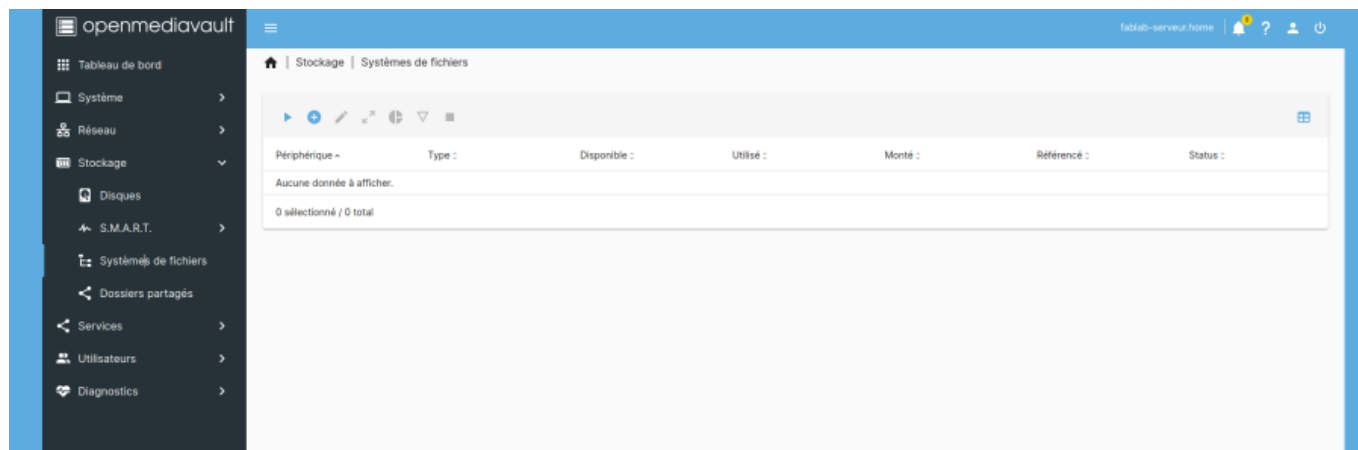 openmediavault
fablab-serveur.home
?
Tableau de bord
Stockage | Systèmes de fichiers
Système
Réseau
Stockage
Périphérique
Type
Disponible
Utilisé
Monté
Référencé
Status
Aucune donnée à afficher.
0 sélectionné / 0 total
Disques
S.M.A.R.T.
Systèmes de fichiers
Dossiers partagés
Services
Utilisateurs
Diagnostics